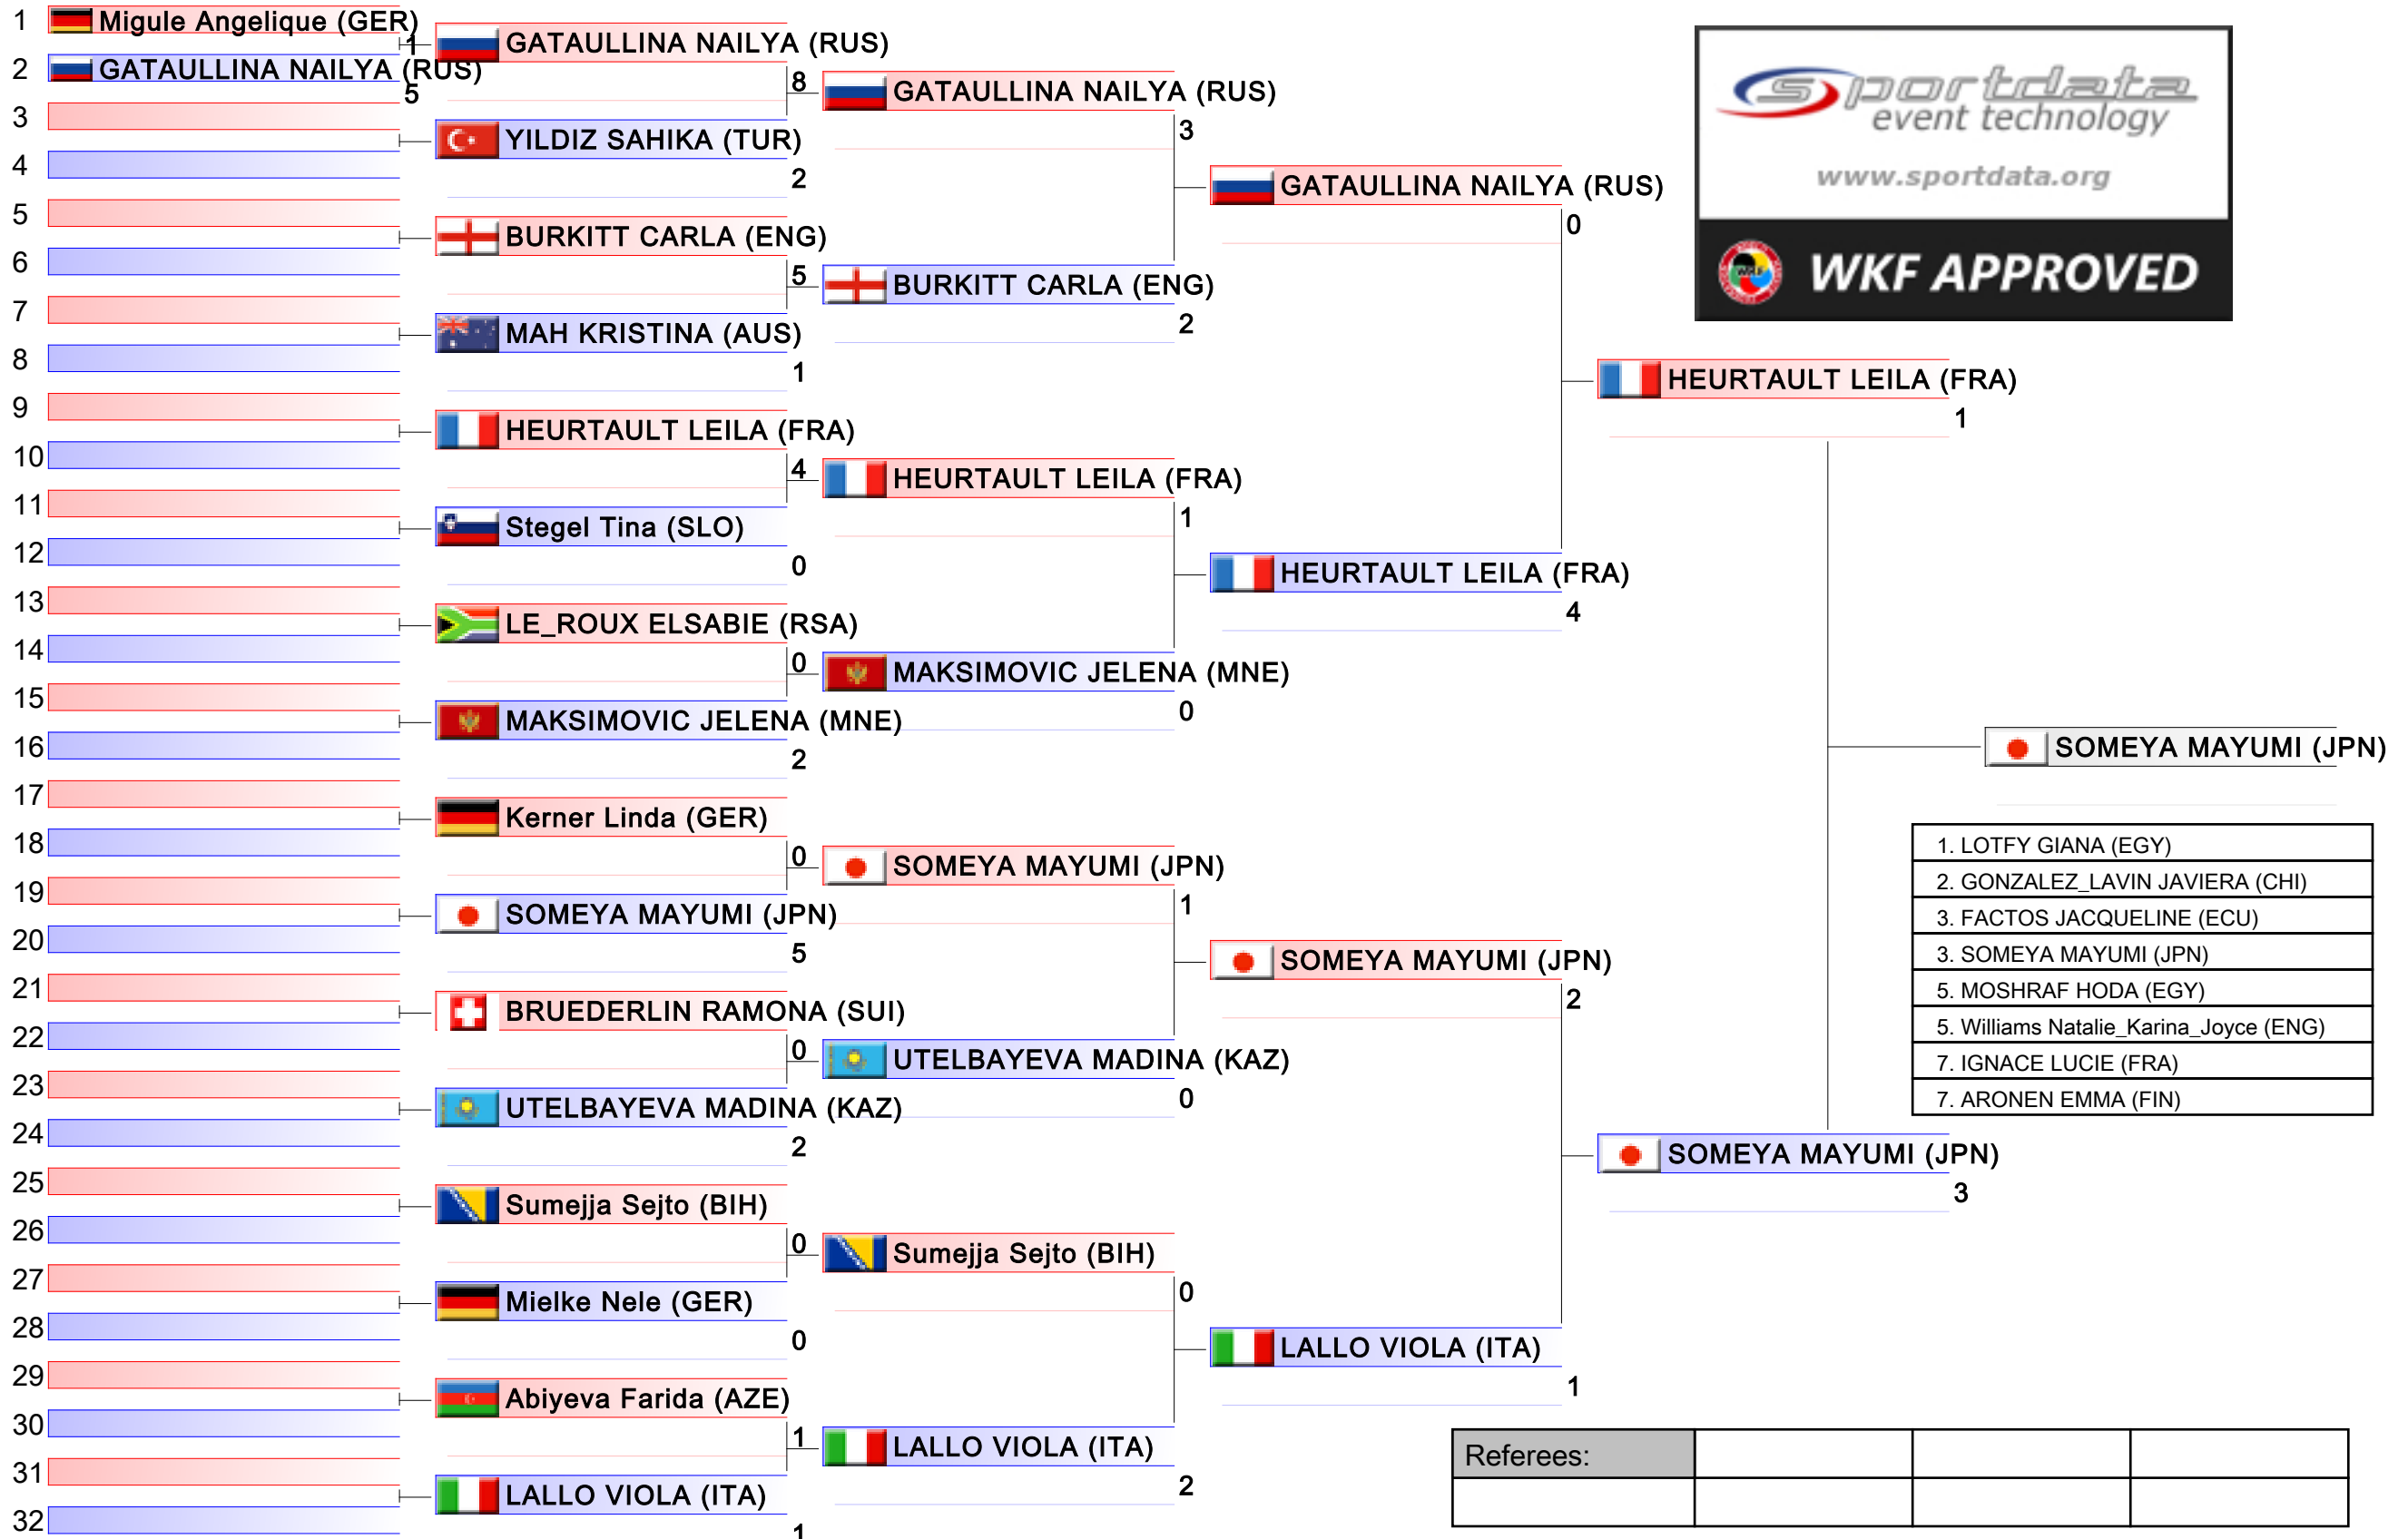 1 Migule Angelique (GER)
1
2 GATAULLINA NAILYA (RUS)
5
3
4
5
6
7
8
9
10
11
12
13
14
15
16
17
18
19
20
21
22
23
24
25
26
27
28
29
30
31
32
GATAULLINA NAILYA (RUS)
8
YILDIZ SAHIKA (TUR)
2
BURKITT CARLA (ENG)
5
MAH KRISTINA (AUS)
1
HEURTAULT LEILA (FRA)
4
Stegel Tina (SLO)
0
LE_ROUX ELSABIE (RSA)
0
MAKSIMOVIC JELENA (MNE)
2
Kerner Linda (GER)
0
SOMEYA MAYUMI (JPN)
5
BRUEDERLIN RAMONA (SUI)
0
UTELBAYEVA MADINA (KAZ)
2
Sumejja Sejto (BIH)
0
Mielke Nele (GER)
0
Abiyeva Farida (AZE)
1
LALLO VIOLA (ITA)
1
GATAULLINA NAILYA (RUS)
3
BURKITT CARLA (ENG)
2
HEURTAULT LEILA (FRA)
1
MAKSIMOVIC JELENA (MNE)
0
SOMEYA MAYUMI (JPN)
1
UTELBAYEVA MADINA (KAZ)
0
Sumejja Sejto (BIH)
0
LALLO VIOLA (ITA)
2
GATAULLINA NAILYA (RUS)
0
HEURTAULT LEILA (FRA)
4
SOMEYA MAYUMI (JPN)
2
LALLO VIOLA (ITA)
1
HEURTAULT LEILA (FRA)
1
SOMEYA MAYUMI (JPN)
3
SOMEYA MAYUMI (JPN)
sportdata
event technology
www.sportdata.org
WKF
WKF APPROVED
1. LOTFY GIANA (EGY)
2. GONZALEZ_LAVIN JAVIERA (CHI)
3. FACTOS JACQUELINE (ECU)
3. SOMEYA MAYUMI (JPN)
5. MOSHRAF HODA (EGY)
5. Williams Natalie_Karina_Joyce (ENG)
7. IGNACE LUCIE (FRA)
7. ARONEN EMMA (FIN)
Referees: